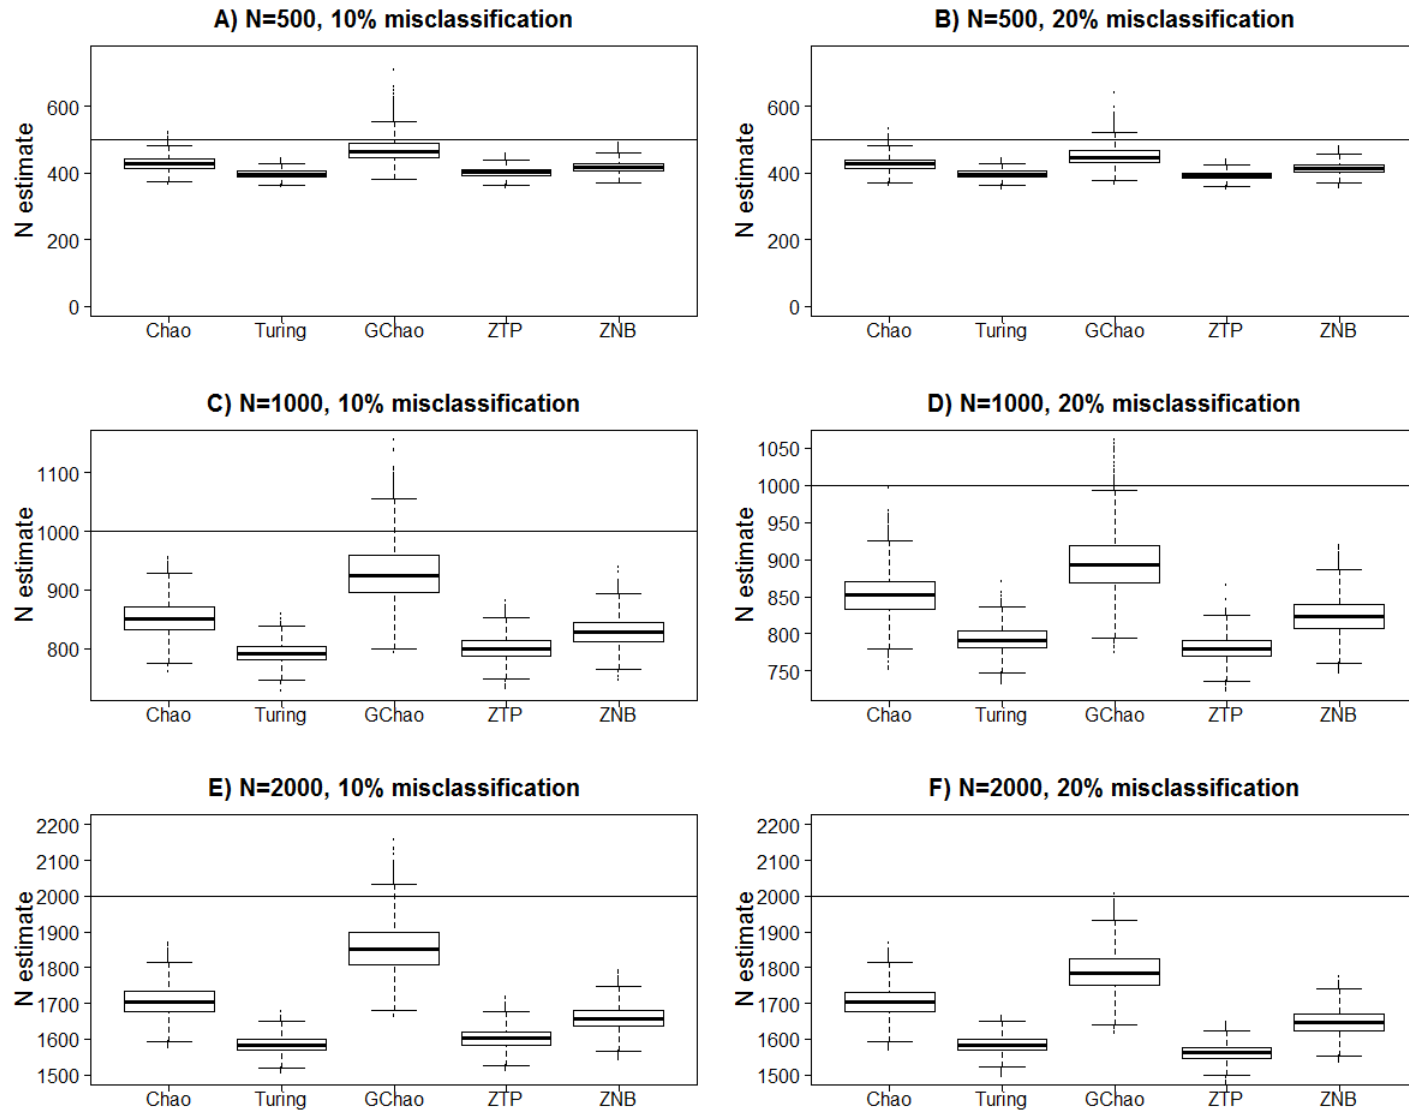 A) N=500, 10% misclassification
N estimate
600
400
200
0
Chao Turing GChao ZTP ZNB
B) N=500, 20% misclassification
N estimate
600
400
200
0
Chao Turing GChao ZTP ZNB
C) N=1000, 10% misclassification
N estimate
1100
1000
900
800
Chao Turing GChao ZTP ZNB
D) N=1000, 20% misclassification
N estimate
1050
1000
950
900
850
800
750
Chao Turing GChao ZTP ZNB
E) N=2000, 10% misclassification
N estimate
2200
2100
2000
1900
1800
1700
1600
1500
Chao Turing GChao ZTP ZNB
F) N=2000, 20% misclassification
N estimate
2200
2100
2000
1900
1800
1700
1600
1500
Chao Turing GChao ZTP ZNB